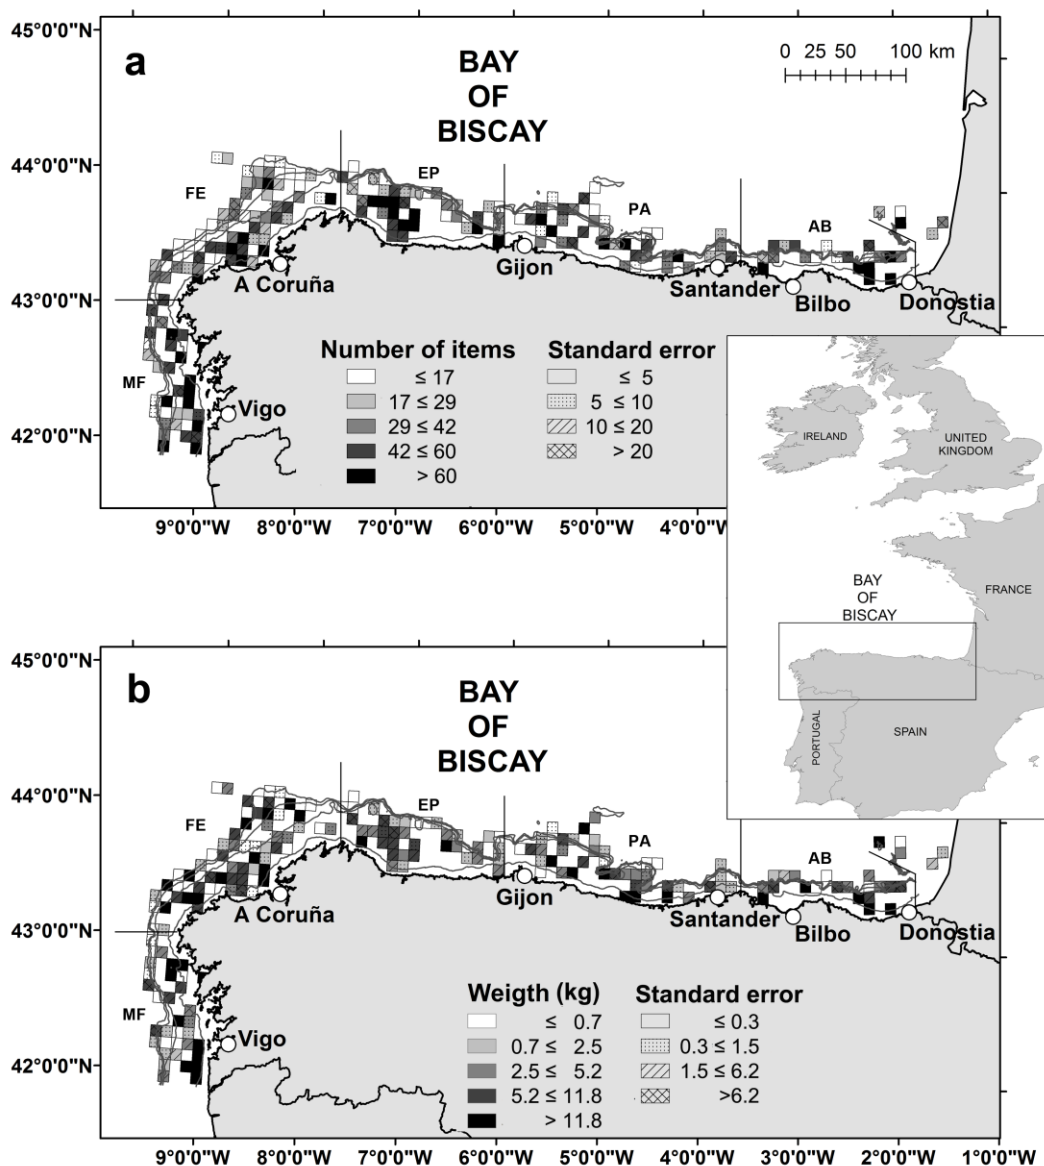 45°0'0"N
a
BAY
OF
BISCAY
0 25 50 100 km
44°0'0"N
FE
EP
PA
AB
A Coruña
Gijon
Santander
Bilbo
Donostia
43°0'0"N
MF
Vigo
42°0'0"N
Number of items
≤ 17
17 ≤ 29
29 ≤ 42
42 ≤ 60
> 60
Standard error
≤ 5
5 ≤ 10
10 ≤ 20
> 20
9°0'0"W 8°0'0"W 7°0'0"W 6°0'0"W 5°0'0"W 4°0'0"W
IRELAND
UNITED
KINGDOM
FRANCE
BAY
OF
BISCAY
PORTUGAL
SPAIN
45°0'0"N
b
BAY
OF
BISCAY
44°0'0"N
FE
EP
PA
AB
A Coruña
Gijon
Santander
Bilbo
Donostia
43°0'0"N
MF
Vigo
42°0'0"N
Weigth (kg)
≤ 0.7
0.7 ≤ 2.5
2.5 ≤ 5.2
5.2 ≤ 11.8
> 11.8
Standard error
≤ 0.3
0.3 ≤ 1.5
1.5 ≤ 6.2
>6.2
9°0'0"W 8°0'0"W 7°0'0"W 6°0'0"W 5°0'0"W 4°0'0"W 3°0'0"W 2°0'0"W 1°0'0"W